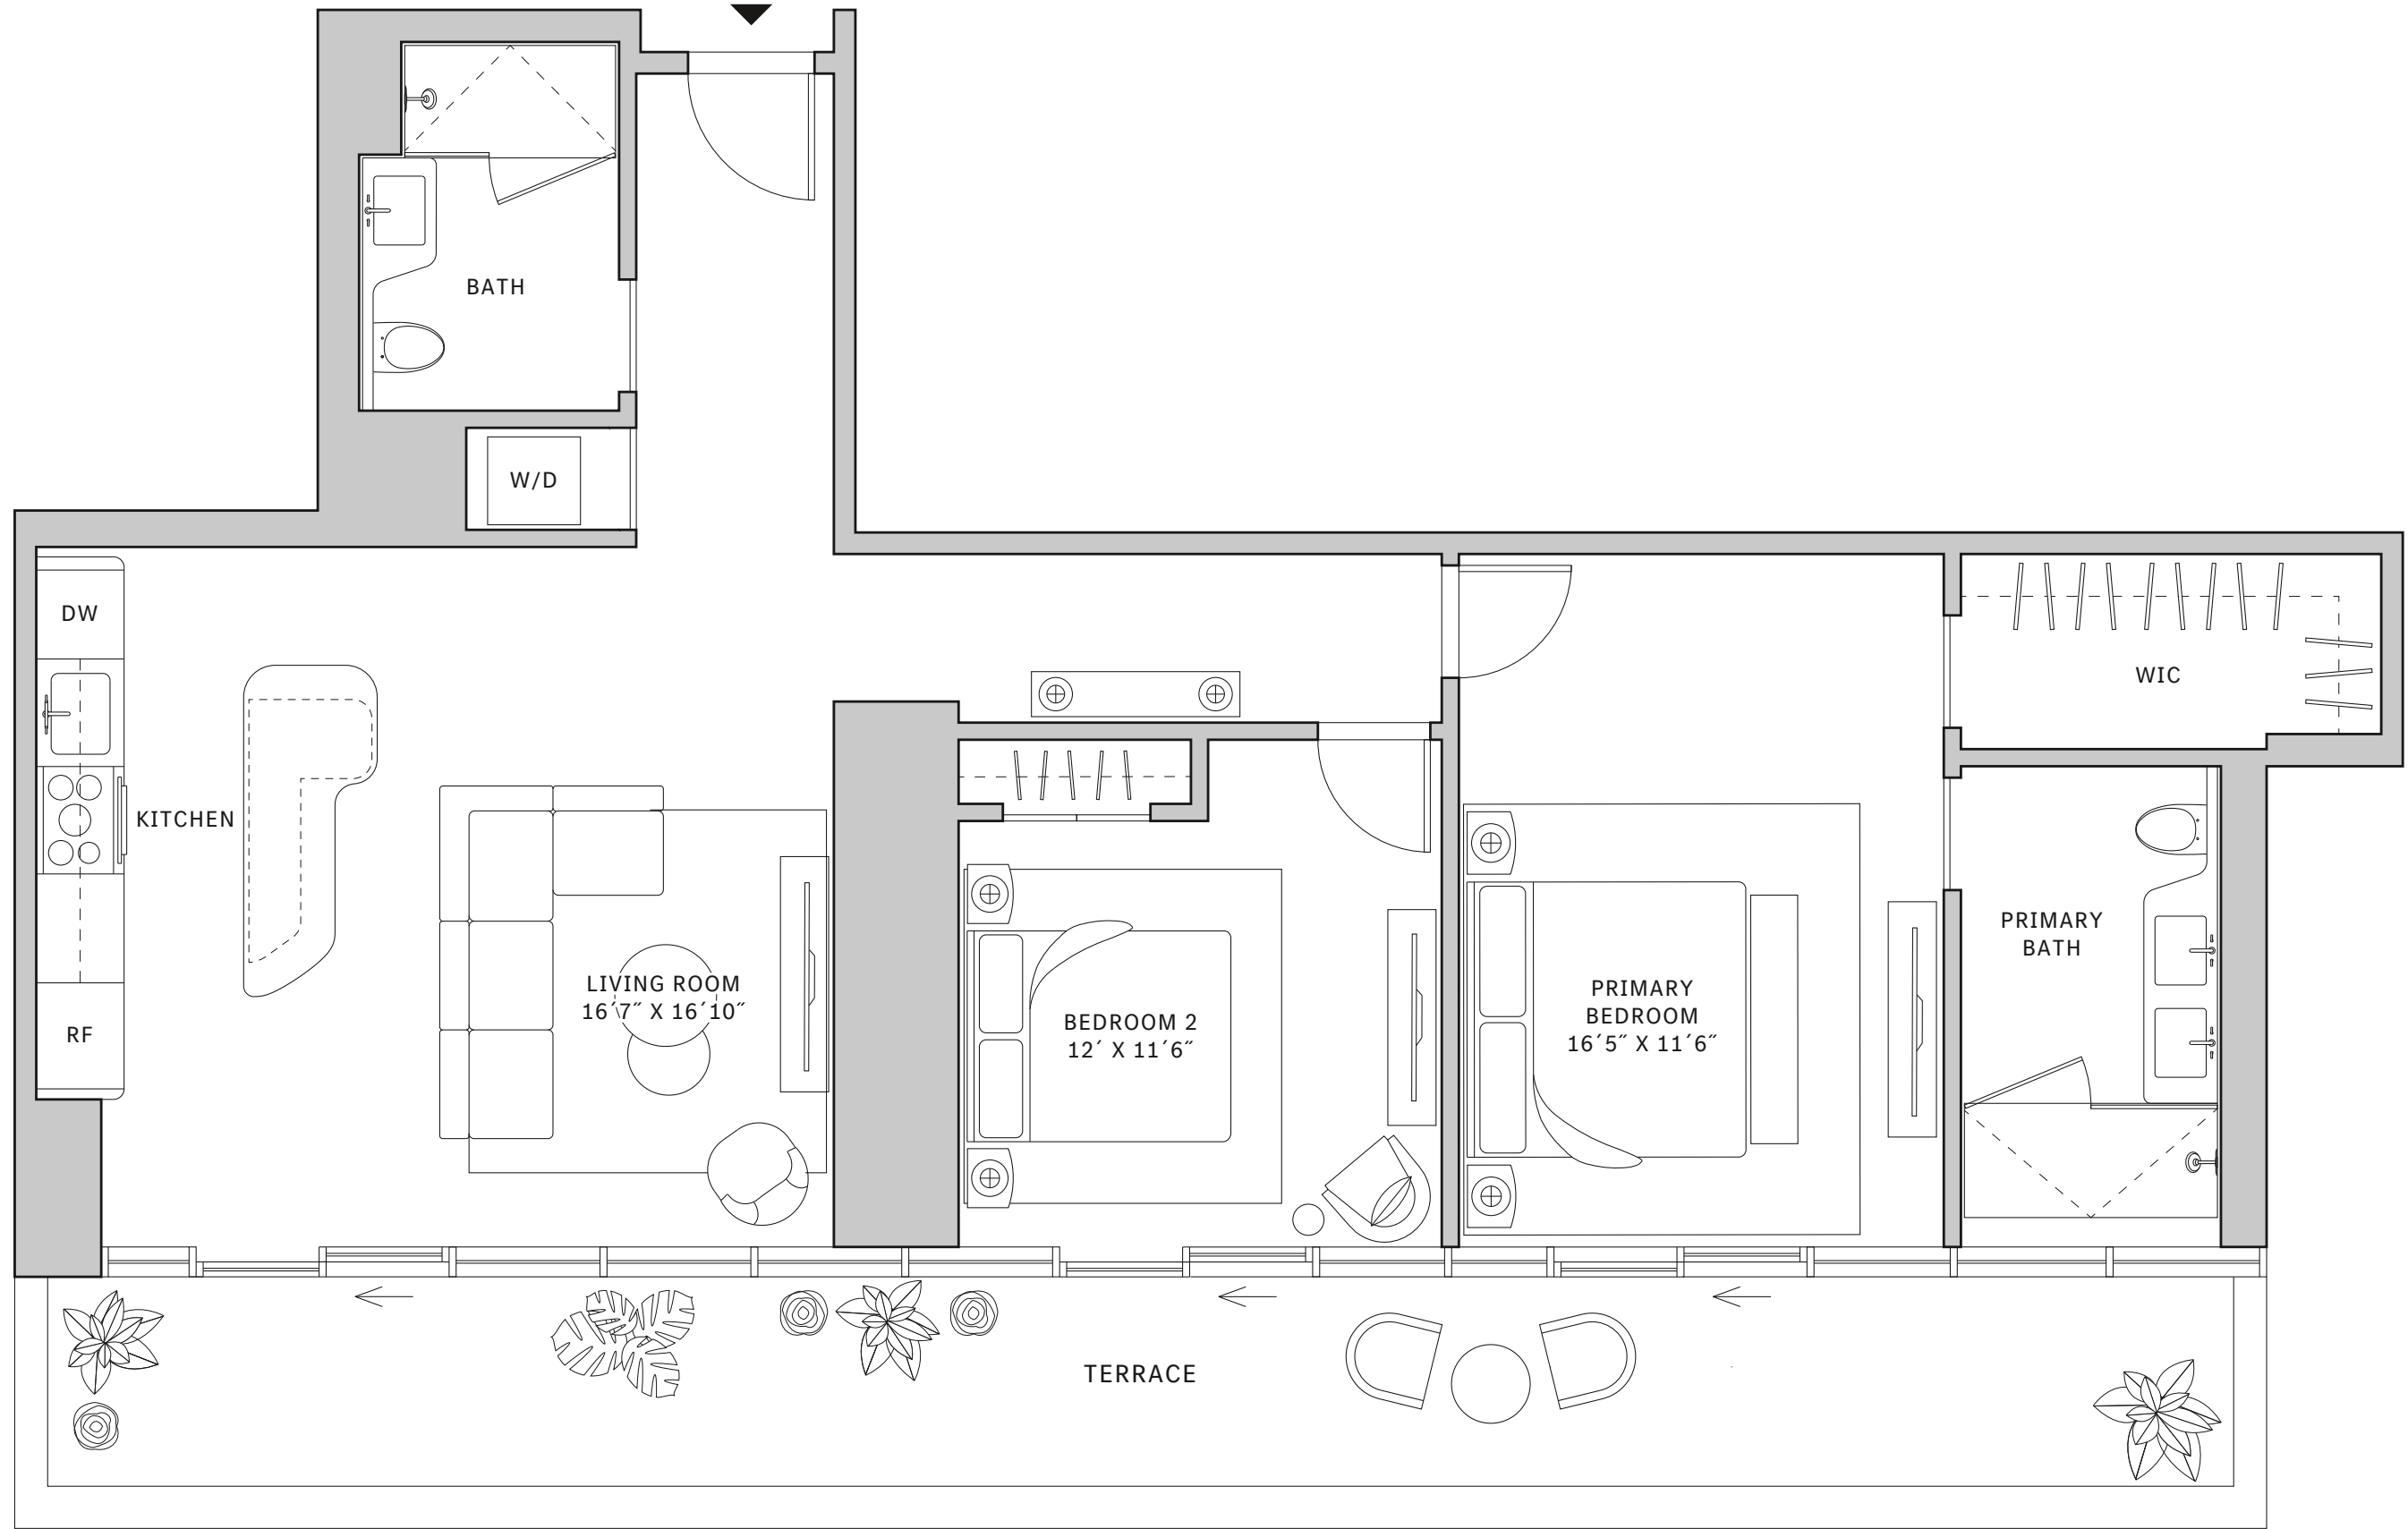 BATH
W/D
DW
WIC
KITCHEN
PRIMARY
BATH
LIVING ROOM
16′7″ X 16′10″
PRIMARY
BEDROOM
16′5″ X 11′6″
BEDROOM 2
12′ X 11′6″
RF
TERRACE